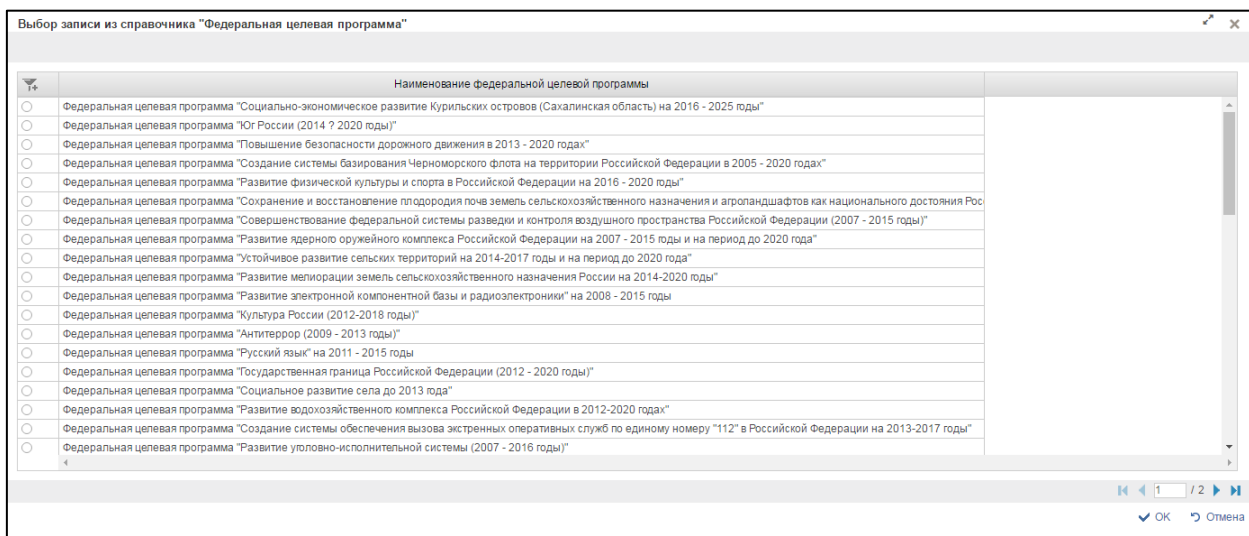 Выбор записи из справочника "Федеральная целевая программа"
Наименование федеральной целевой программы
Федеральная целевая программа "Социально-экономическое развитие Курильских островов (Сахалинская область) на 2016 - 2025 годы"
Федеральная целевая программа "Юг России (2014 ? 2020 годы)"
Федеральная целевая программа "Повышение безопасности дорожного движения в 2013 - 2020 годах"
Федеральная целевая программа "Создание системы базирования Черноморского флота на территории Российской Федерации в 2005 - 2020 годах"
Федеральная целевая программа "Развитие физической культуры и спорта в Российской Федерации на 2016 - 2020 годы"
Федеральная целевая программа "Сохранение и восстановление плодородия почв земель сельскохозяйственного назначения и агроландшафтов как национального достояния Рос
Федеральная целевая программа "Совершенствование федеральной системы разведки и контроля воздушного пространства Российской Федерации (2007 - 2015 годы)"
Федеральная целевая программа "Развитие ядерного оружейного комплекса Российской Федерации на 2007 - 2015 годы и на период до 2020 года"
Федеральная целевая программа "Устойчивое развитие сельских территорий на 2014-2017 годы и на период до 2020 года"
Федеральная целевая программа "Развитие мелиорации земель сельскохозяйственного назначения России на 2014-2020 годы"
Федеральная целевая программа "Развитие электронной компонентной базы и радиоэлектроники" на 2008 - 2015 годы
Федеральная целевая программа "Культура России (2012-2018 годы)"
Федеральная целевая программа "Антитеррор (2009 - 2013 годы)"
Федеральная целевая программа "Русский язык" на 2011 - 2015 годы
Федеральная целевая программа "Государственная граница Российской Федерации (2012 - 2020 годы)"
Федеральная целевая программа "Социальное развитие села до 2013 года"
Федеральная целевая программа "Развитие водохозяйственного комплекса Российской Федерации в 2012-2020 годах"
Федеральная целевая программа "Создание системы обеспечения вызова экстренных оперативных служб по единому номеру "112" в Российской Федерации на 2013-2017 годы"
Федеральная целевая программа "Развитие уголовно-исполнительной системы (2007 - 2016 годы)"
1 / 2
ОК Отмена